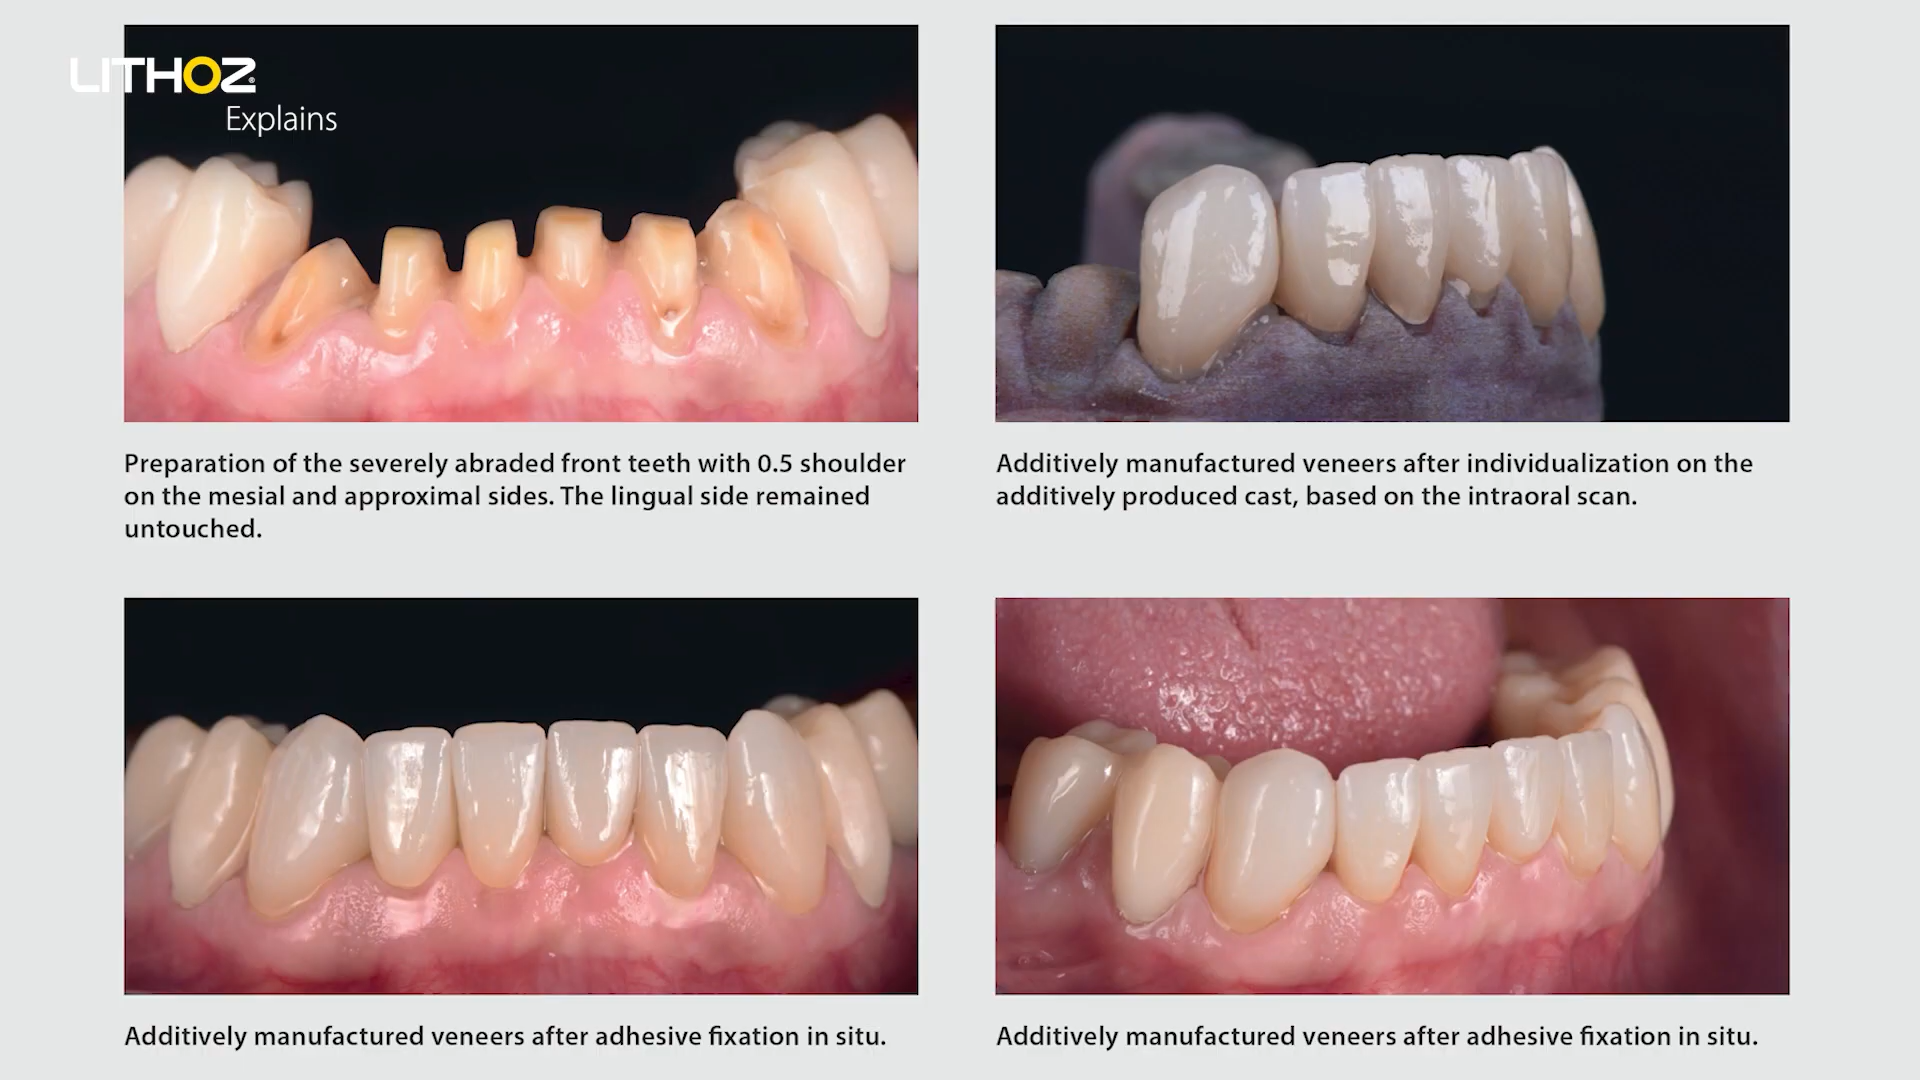 LITHOZ®
Explains
Preparation of the severely abraded front teeth with 0.5 shoulder
on the mesial and approximal sides. The lingual side remained
untouched.
Additively manufactured veneers after individualization on the
additively produced cast, based on the intraoral scan.
Additively manufactured veneers after adhesive fixation in situ.
Additively manufactured veneers after adhesive fixation in situ.